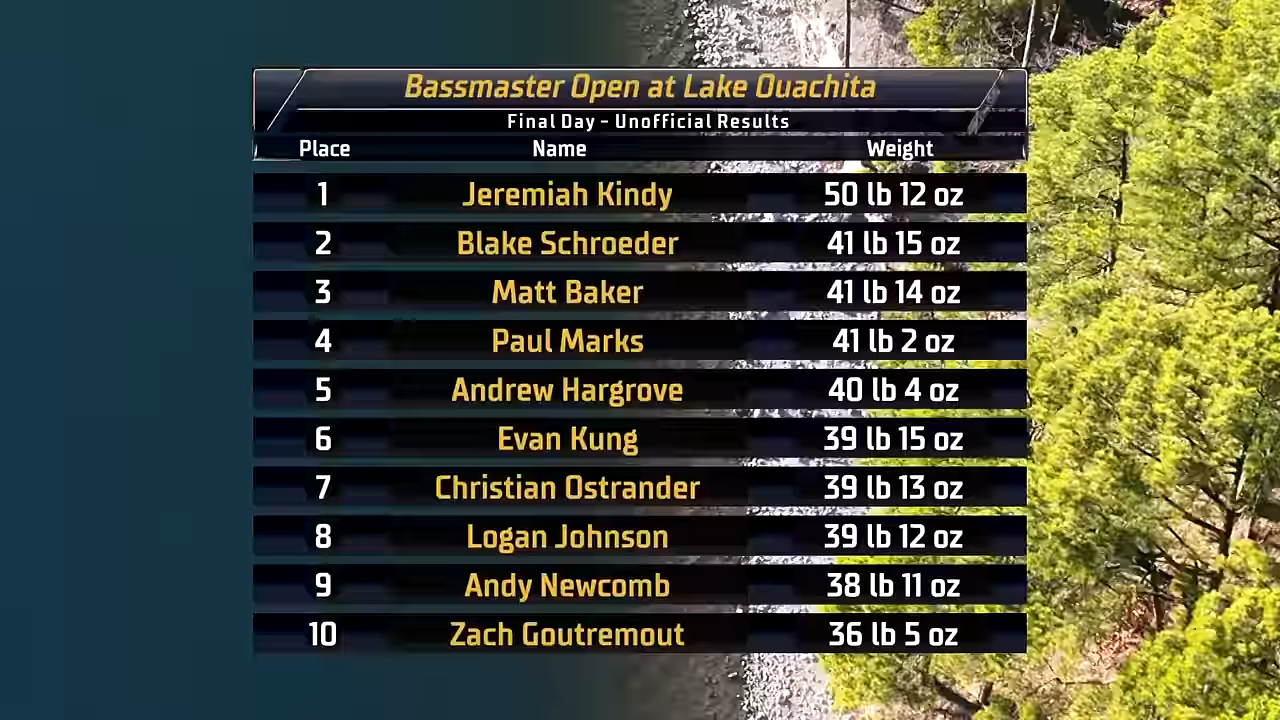 Bassmaster Open at Lake Ouachita
Final Day - Unofficial Results
Place Name Weight
1 Jeremiah Kindy 50 lb 12 oz
2 Blake Schroeder 41 lb 15 oz
3 Matt Baker 41 lb 14 oz
4 Paul Marks 41 lb 2 oz
5 Andrew Hargrove 40 lb 4 oz
6 Evan Kung 39 lb 15 oz
7 Christian Ostrander 39 lb 13 oz
8 Logan Johnson 39 lb 12 oz
9 Andy Newcomb 38 lb 11 oz
10 Zach Goutremout 36 lb 5 oz